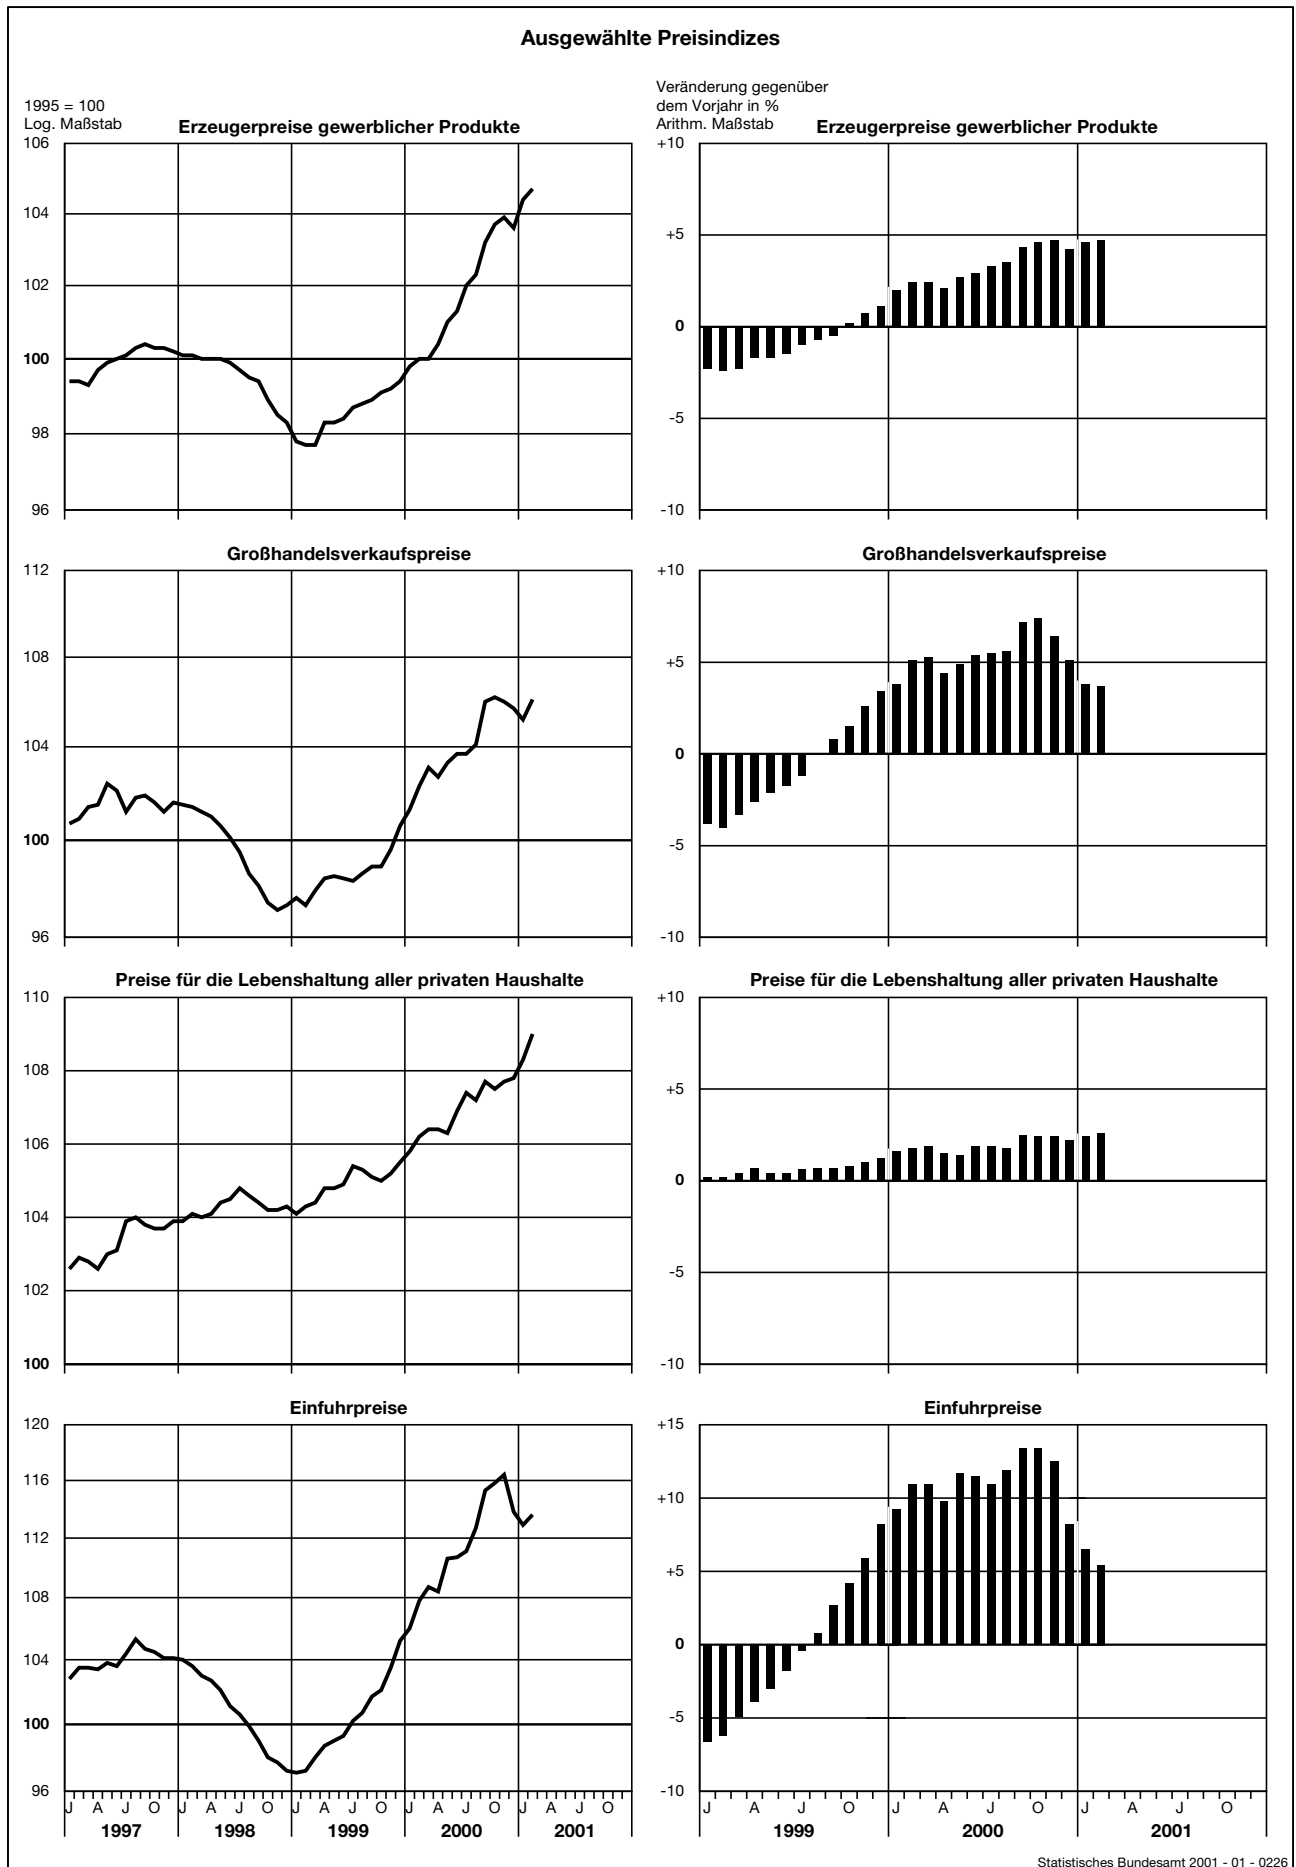 Ausgewählte Preisindizes
1995 = 100
Log. Maßstab
Erzeugerpreise gewerblicher Produkte
106
104
102
100
98
96
Veränderung gegenüber
dem Vorjahr in %
Arithm. Maßstab
Erzeugerpreise gewerblicher Produkte
+10
+5
0
-5
-10
Großhandelsverkaufspreise
112
108
104
100
96
Großhandelsverkaufspreise
+10
+5
0
-5
-10
Preise für die Lebenshaltung aller privaten Haushalte
110
108
106
104
102
100
Preise für die Lebenshaltung aller privaten Haushalte
+10
+5
0
-5
-10
Einfuhrpreise
120
116
112
108
104
100
96
J A J O J A J O J A J O J A J O J A J O
1997 1998 1999 2000 2001
Einfuhrpreise
+15
+10
+5
0
-5
-10
J A J O J A J O J A J O
1999 2000 2001
Statistisches Bundesamt 2001 - 01 - 0226